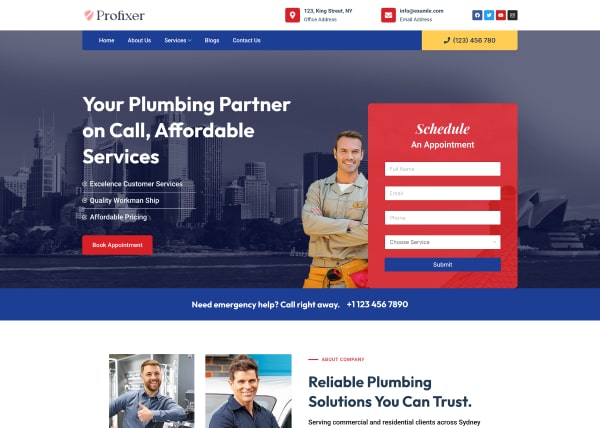 Profixer
123, King Street, NY
Office Address
info@examle.com
Email Address
Home About Us Services Blogs Contact Us
(123) 456 780
Your Plumbing Partner
on Call, Affordable
Services
Excelence Customer Services
Quality Workman Ship
Affordable Pricing
Book Appointment
Schedule
An Appointment
Full Name
Email
Phone
Choose Service
Submit
Need emergency help? Call right away. +1 123 456 7890
ABOUT COMPANY
Reliable Plumbing
Solutions You Can Trust.
Serving commercial and residential clients across Sydney